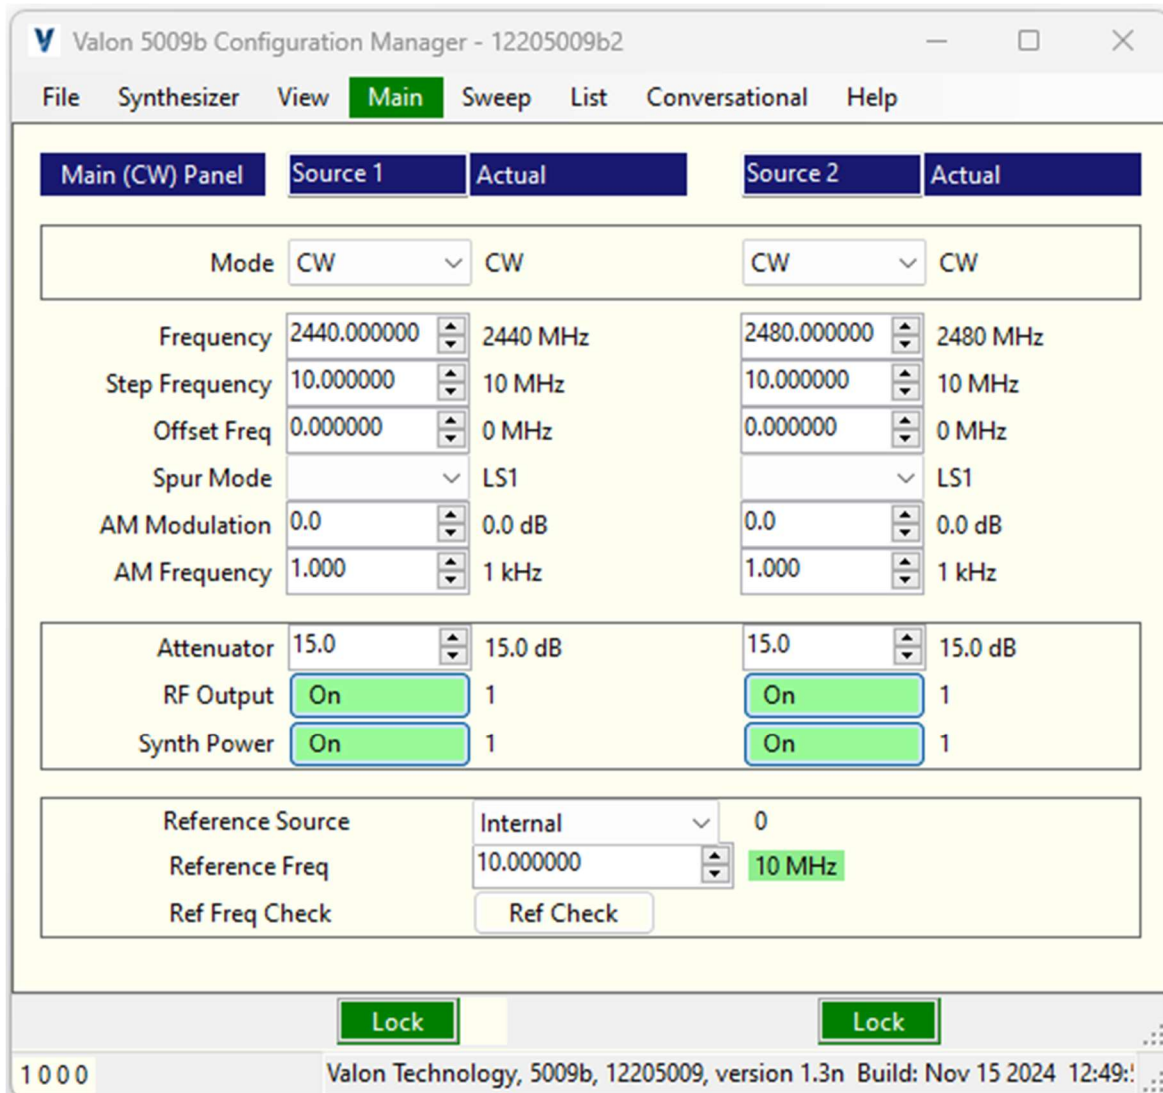 Valon 5009b Configuration Manager - 12205009b2
File Synthesizer View Main Sweep List Conversational Help
Main (CW) Panel Source 1 Actual Source 2 Actual
Mode CW CW CW CW
Frequency 2440.000000 2440 MHz 2480.000000 2480 MHz
Step Frequency 10.000000 10 MHz 10.000000 10 MHz
Offset Freq 0.000000 0 MHz 0.000000 0 MHz
Spur Mode LS1 LS1
AM Modulation 0.0 0.0 dB 0.0 0.0 dB
AM Frequency 1.000 1 kHz 1.000 1 kHz
Attenuator 15.0 15.0 dB 15.0 15.0 dB
RF Output On 1 On 1
Synth Power On 1 On 1
Reference Source Internal 0
Reference Freq 10.000000 10 MHz
Ref Freq Check Ref Check
Lock Lock
1 0 0 0 Valon Technology, 5009b, 12205009, version 1.3n Build: Nov 15 2024 12:49: